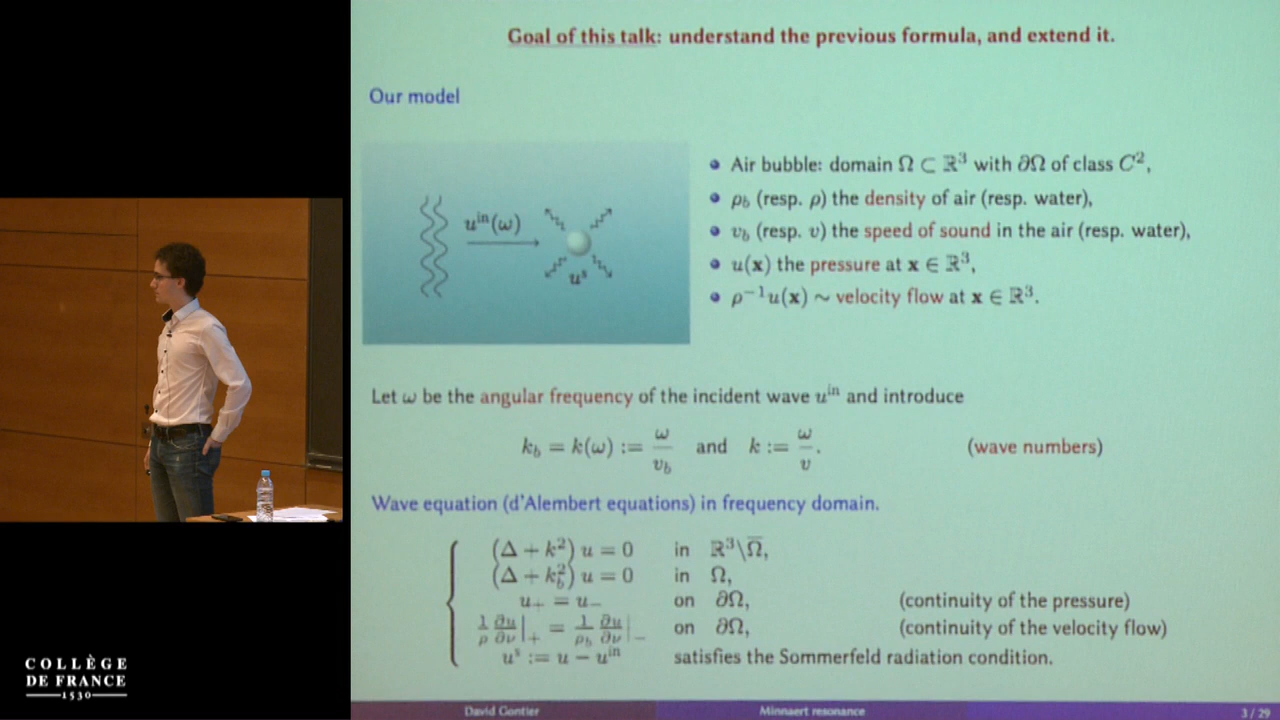 Goal of this talk: understand the previous formula, and extend it.
Our model
uⁱⁿ(ω)
uˢ
• Air bubble: domain Ω ⊂ ℝ³ with ∂Ω of class C²,
• ρ_b (resp. ρ) the density of air (resp. water),
• v_b (resp. v) the speed of sound in the air (resp. water),
• u(x) the pressure at x ∈ ℝ³,
• ρ⁻¹u(x) ∼ velocity flow at x ∈ ℝ³.
Let ω be the angular frequency of the incident wave uⁱⁿ and introduce
k_b = k(ω) := ω/v_b and k := ω/v. (wave numbers)
Wave equation (d'Alembert equations) in frequency domain.
(Δ + k²) u = 0 in ℝ³\Ω̅,
(Δ + k_b²) u = 0 in Ω,
u₊ = u₋ on ∂Ω, (continuity of the pressure)
1/ρ ∂u/∂ν|₊ = 1/ρ_b ∂u/∂ν|₋ on ∂Ω, (continuity of the velocity flow)
uˢ := u − uⁱⁿ satisfies the Sommerfeld radiation condition.
David Gontier Minnaert resonance 3 / 29
COLLÈGE
DE FRANCE
1530